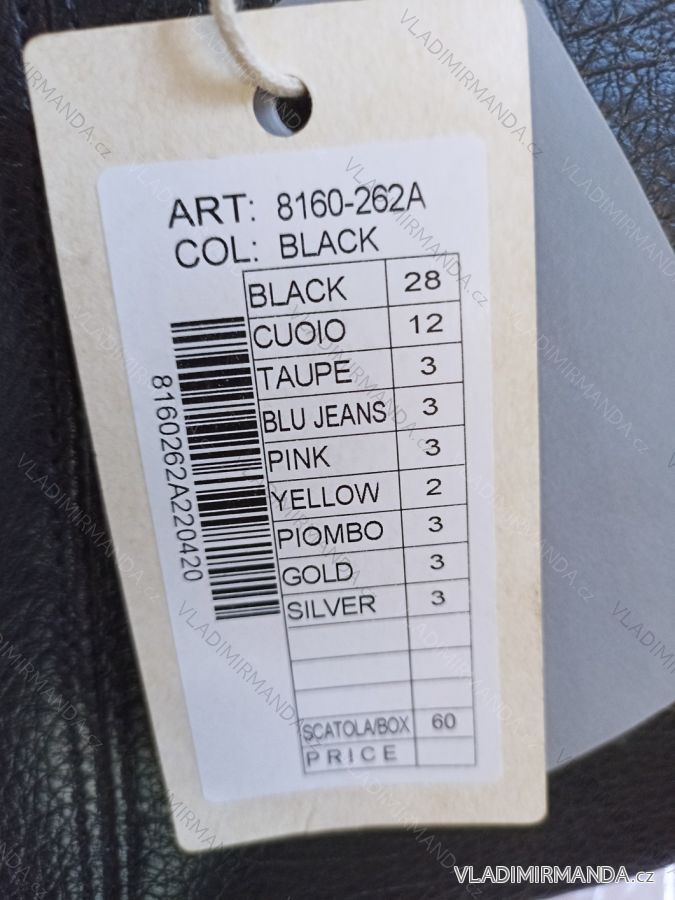 ART: 8160-262A
COL: BLACK
BLACK 28
CUOIO 12
TAUPE 3
BLU JEANS 3
PINK 3
YELLOW 2
PIOMBO 3
GOLD 3
SILVER 3
SCATOLA/BOX 60
PRICE
8160262A220420
VLADIMIRMANDA.cz